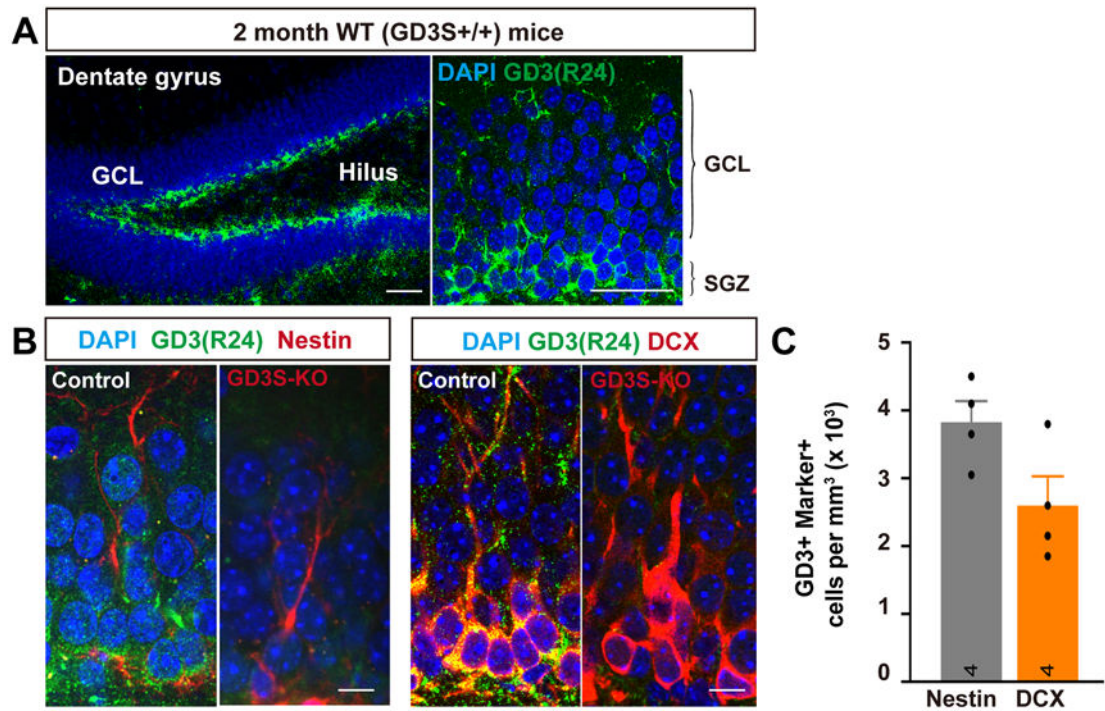 A
2 month WT (GD3S+/+) mice
Dentate gyrus
GCL
Hilus
DAPI GD3(R24)
GCL
SGZ
B
DAPI GD3(R24) Nestin
Control
GD3S-KO
DAPI GD3(R24) DCX
Control
GD3S-KO
C
GD3+ Marker+
cells per mm³ (x 10³)
5
4
3
2
1
0
4
4
Nestin
DCX